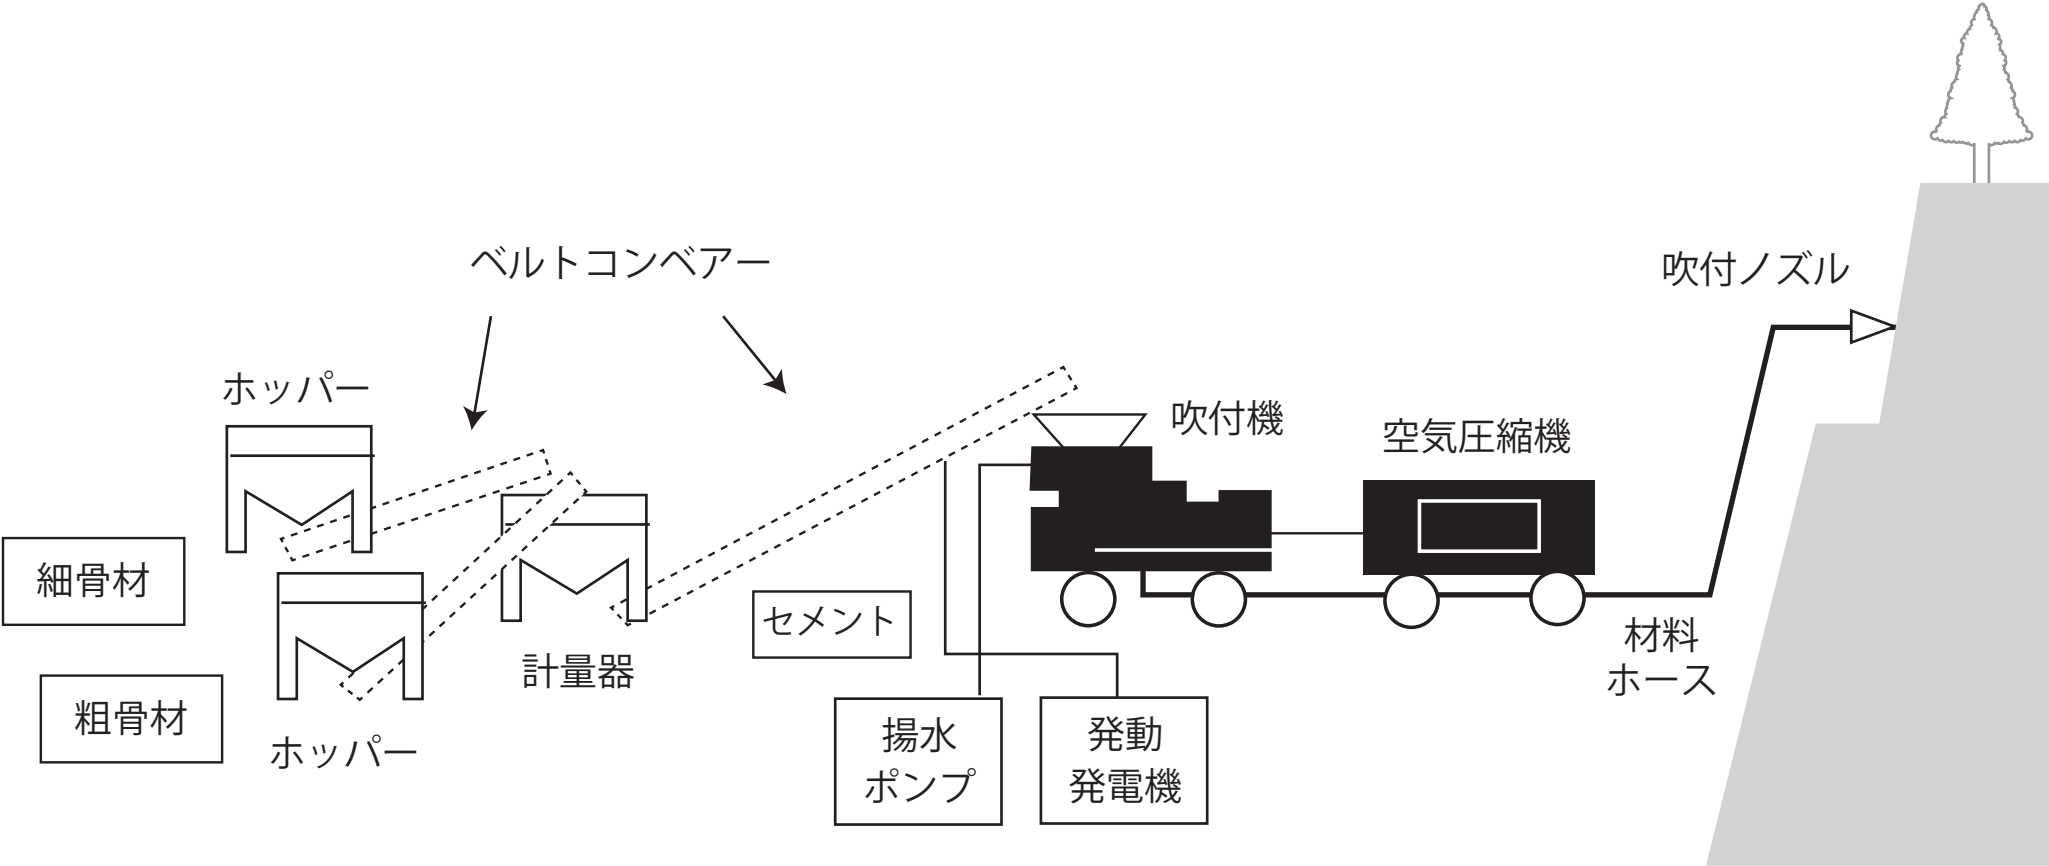 ベルトコンベアー
吹付ノズル
ホッパー
吹付機
空気圧縮機
細骨材
セメント
材料
ホース
計量器
粗骨材
ホッパー
揚水
ポンプ
発動
発電機